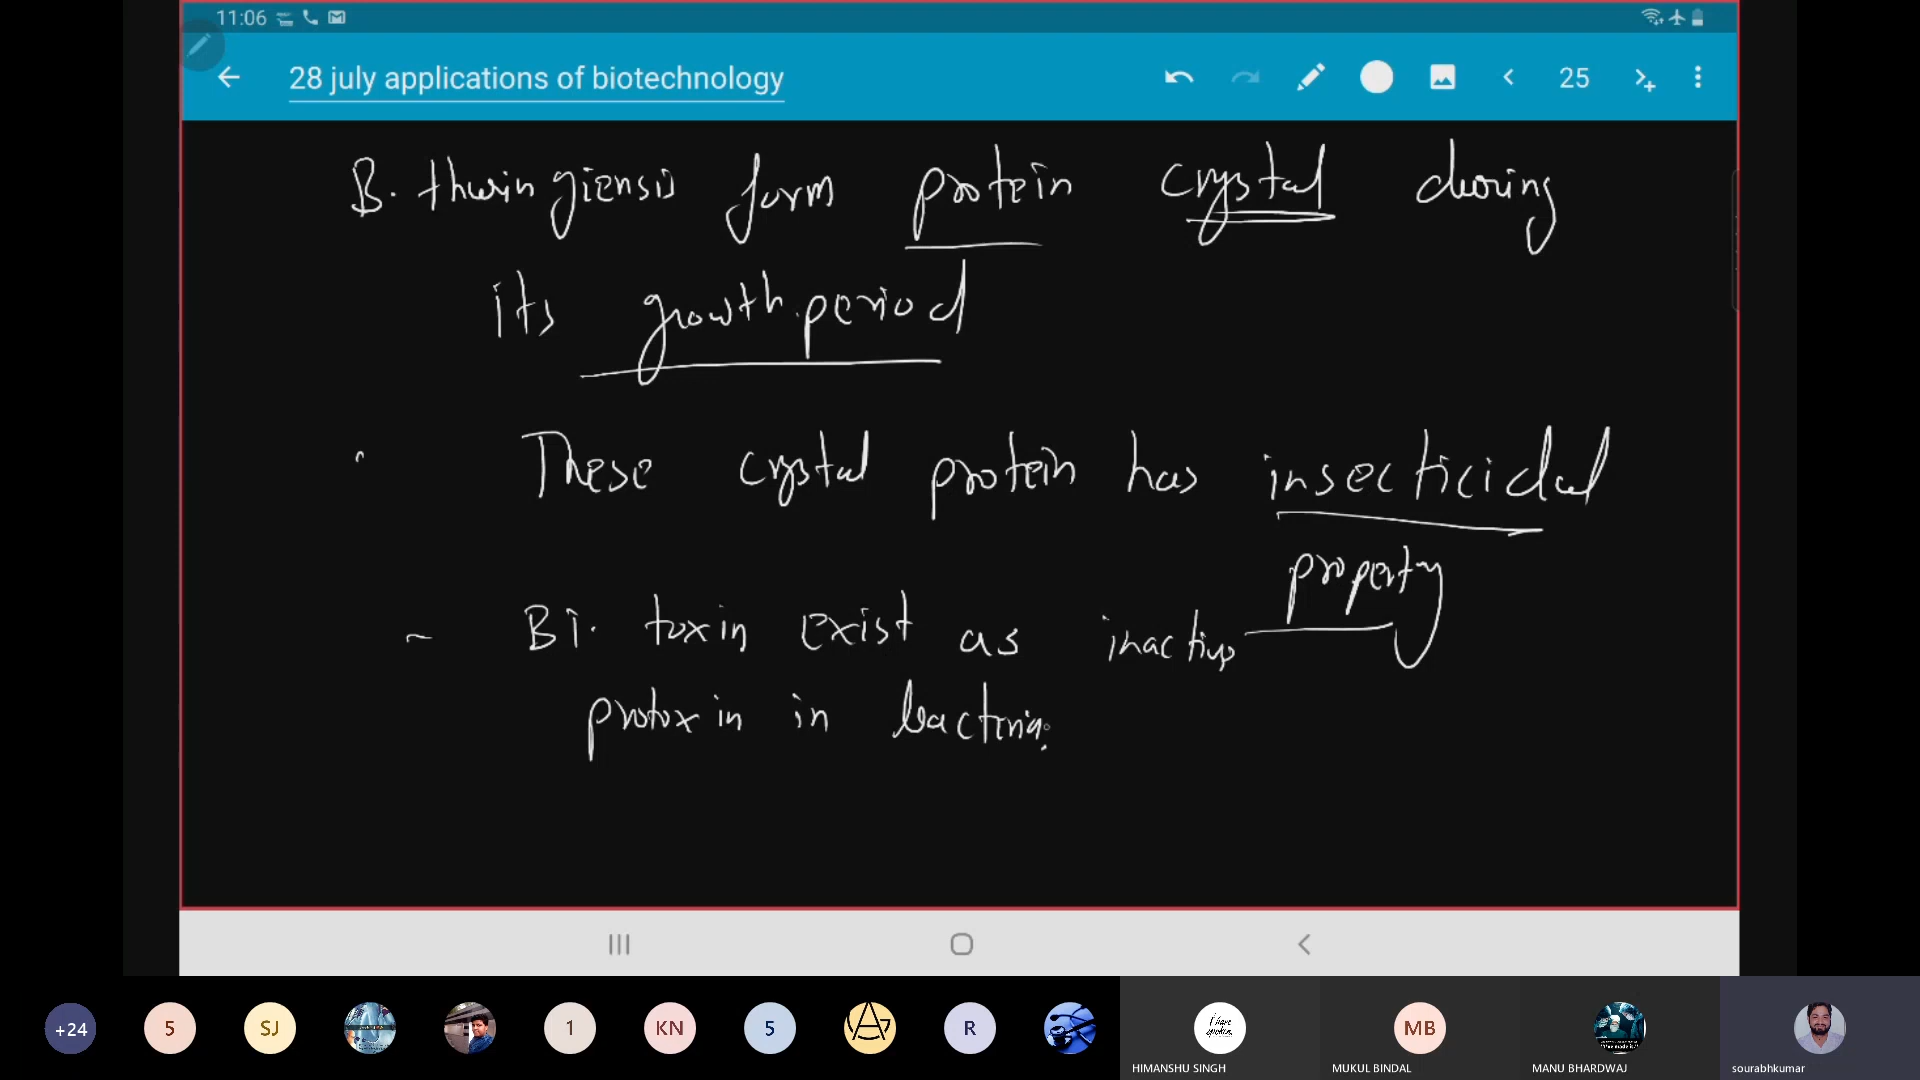 11:06
28 july applications of biotechnology
25
B. thuringiensis form protein crystal during
its growth period
These crystal protein has insecticidal
property
~ BT. toxin exist as inactive
protoxin in bacteria.
+24
5
SJ
1
KN
5
R
I have spoken.
MB
HIMANSHU SINGH
MUKUL BINDAL
MANU BHARDWAJ
sourabhkumar